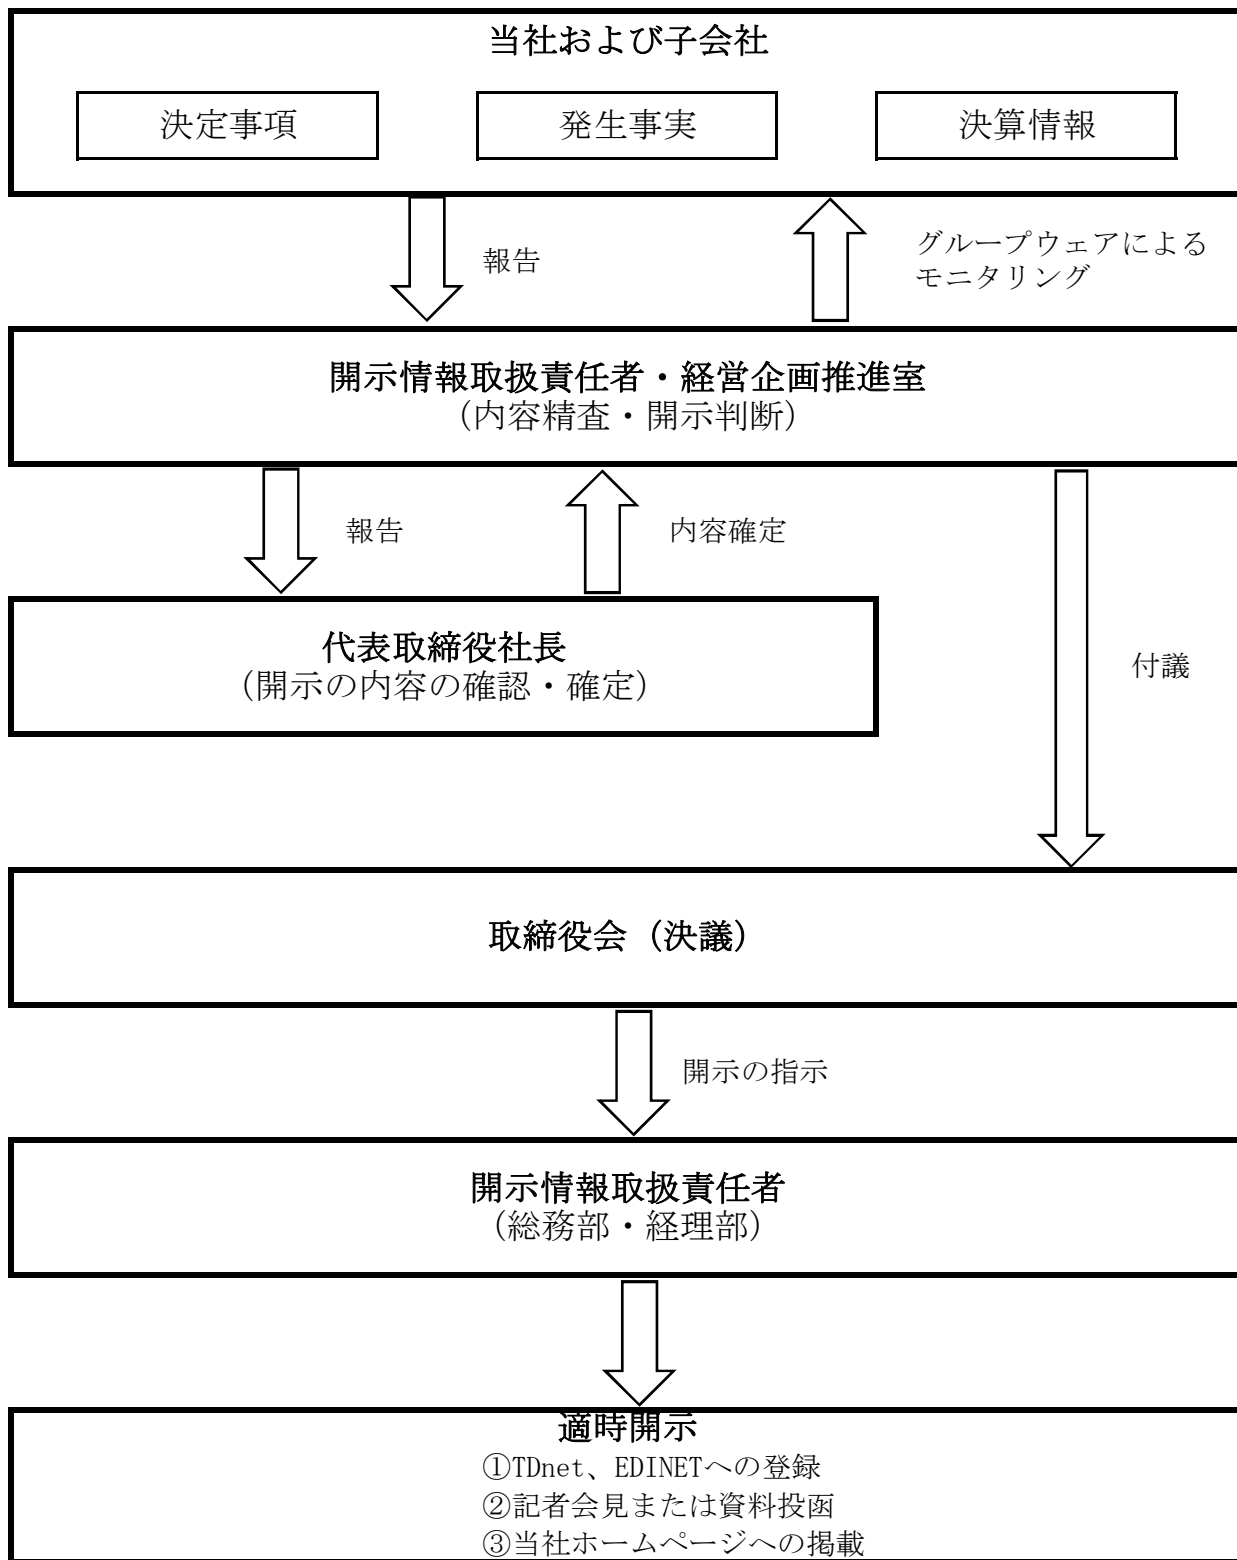 当社および子会社
決定事項
発生事実
決算情報
報告
グループウェアによる
モニタリング
開示情報取扱責任者・経営企画推進室
（内容精査・開示判断）
報告
内容確定
代表取締役社長
（開示の内容の確認・確定）
付議
取締役会（決議）
開示の指示
開示情報取扱責任者
（総務部・経理部）
適時開示
①TDnet、EDINETへの登録
②記者会見または資料投函
③当社ホームページへの掲載